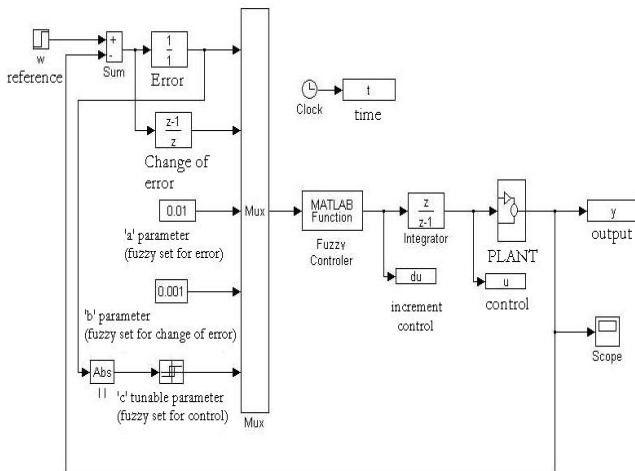 w
reference
+
-
Sum
1
1
Error
z-1
z
Change of
error
0.01
'a' parameter
(fuzzy set for error)
0.001
'b' parameter
(fuzzy set for change of error)
Abs
| |
'c' tunable parameter
(fuzzy set for control)
Mux
Mux
Clock
t
time
MATLAB
Function
Fuzzy
Controler
z
z-1
Integrator
du
increment
control
PLANT
u
control
y
output
Scope